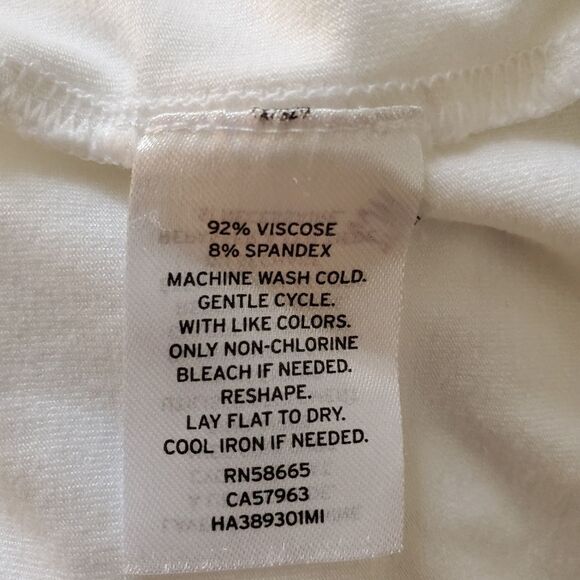 92% VISCOSE
8% SPANDEX
MACHINE WASH COLD.
GENTLE CYCLE.
WITH LIKE COLORS.
ONLY NON-CHLORINE
BLEACH IF NEEDED.
RESHAPE.
LAY FLAT TO DRY.
COOL IRON IF NEEDED.
RN58665
CA57963
HA389301MI